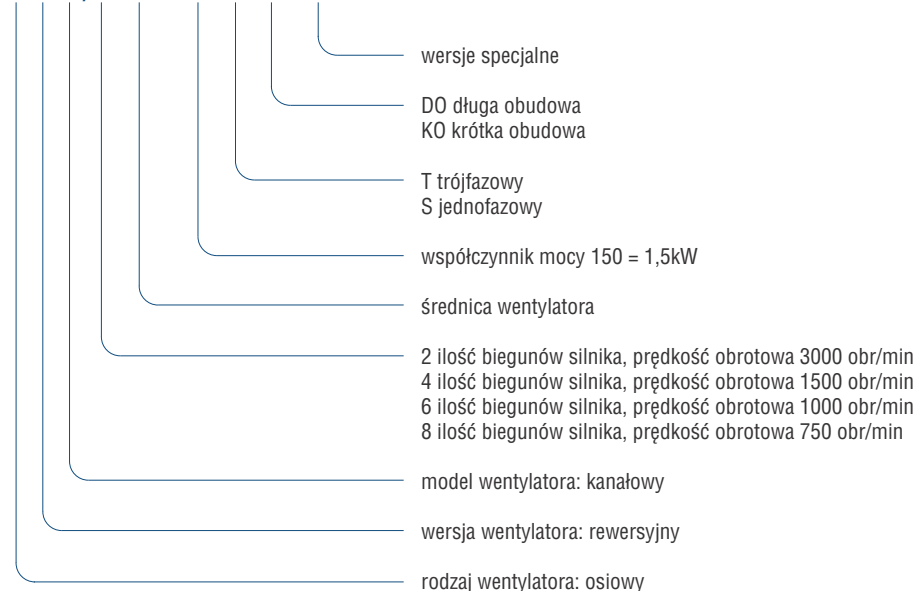 wersje specjalne
DO długa obudowa
KO krótka obudowa
T trójfazowy
S jednofazowy
współczynnik mocy 150 = 1,5kW
średnica wentylatora
2 ilość biegunów silnika, prędkość obrotowa 3000 obr/min
4 ilość biegunów silnika, prędkość obrotowa 1500 obr/min
6 ilość biegunów silnika, prędkość obrotowa 1000 obr/min
8 ilość biegunów silnika, prędkość obrotowa 750 obr/min
model wentylatora: kanałowy
wersja wentylatora: rewersyjny
rodzaj wentylatora: osiowy